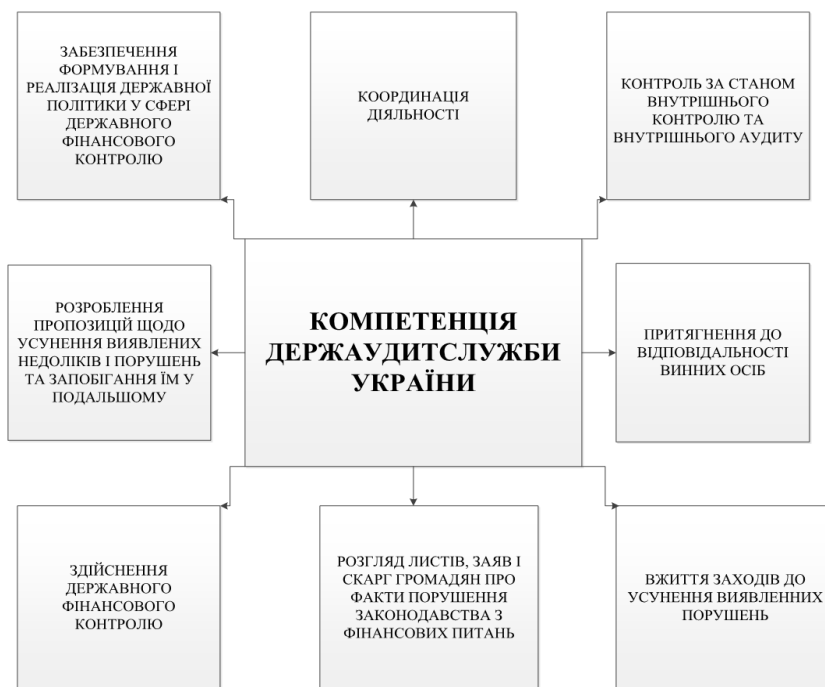 ЗАБЕЗПЕЧЕННЯ
ФОРМУВАННЯ І
РЕАЛІЗАЦІЯ ДЕРЖАВНОЇ
ПОЛІТИКИ У СФЕРІ
ДЕРЖАВНОГО
ФІНАНСОВОГО
КОНТРОЛЮ
КООРДИНАЦІЯ
ДІЯЛЬНОСТІ
КОНТРОЛЬ ЗА СТАНОМ
ВНУТРІШНЬОГО
КОНТРОЛЮ ТА
ВНУТРІШНЬОГО АУДИТУ
РОЗРОБЛЕННЯ
ПРОПОЗИЦІЙ ЩОДО
УСУНЕННЯ ВИЯВЛЕНИХ
НЕДОЛІКІВ І ПОРУШЕНЬ
ТА ЗАПОБІГАННЯ ЇМ У
ПОДАЛЬШОМУ
КОМПЕТЕНЦІЯ
ДЕРЖАУДИТСЛУЖБИ
УКРАЇНИ
ПРИТЯГНЕННЯ ДО
ВІДПОВІДАЛЬНОСТІ
ВИННИХ ОСІБ
ЗДІЙСНЕННЯ
ДЕРЖАВНОГО
ФІНАНСОВОГО
КОНТРОЛЮ
РОЗГЛЯД ЛИСТІВ, ЗАЯВ І
СКАРГ ГРОМАДЯН ПРО
ФАКТИ ПОРУШЕННЯ
ЗАКОНОДАВСТВА З
ФІНАНСОВИХ ПИТАНЬ
ВЖИТТЯ ЗАХОДІВ ДО
УСУНЕННЯ ВИЯВЛЕННИХ
ПОРУШЕНЬ